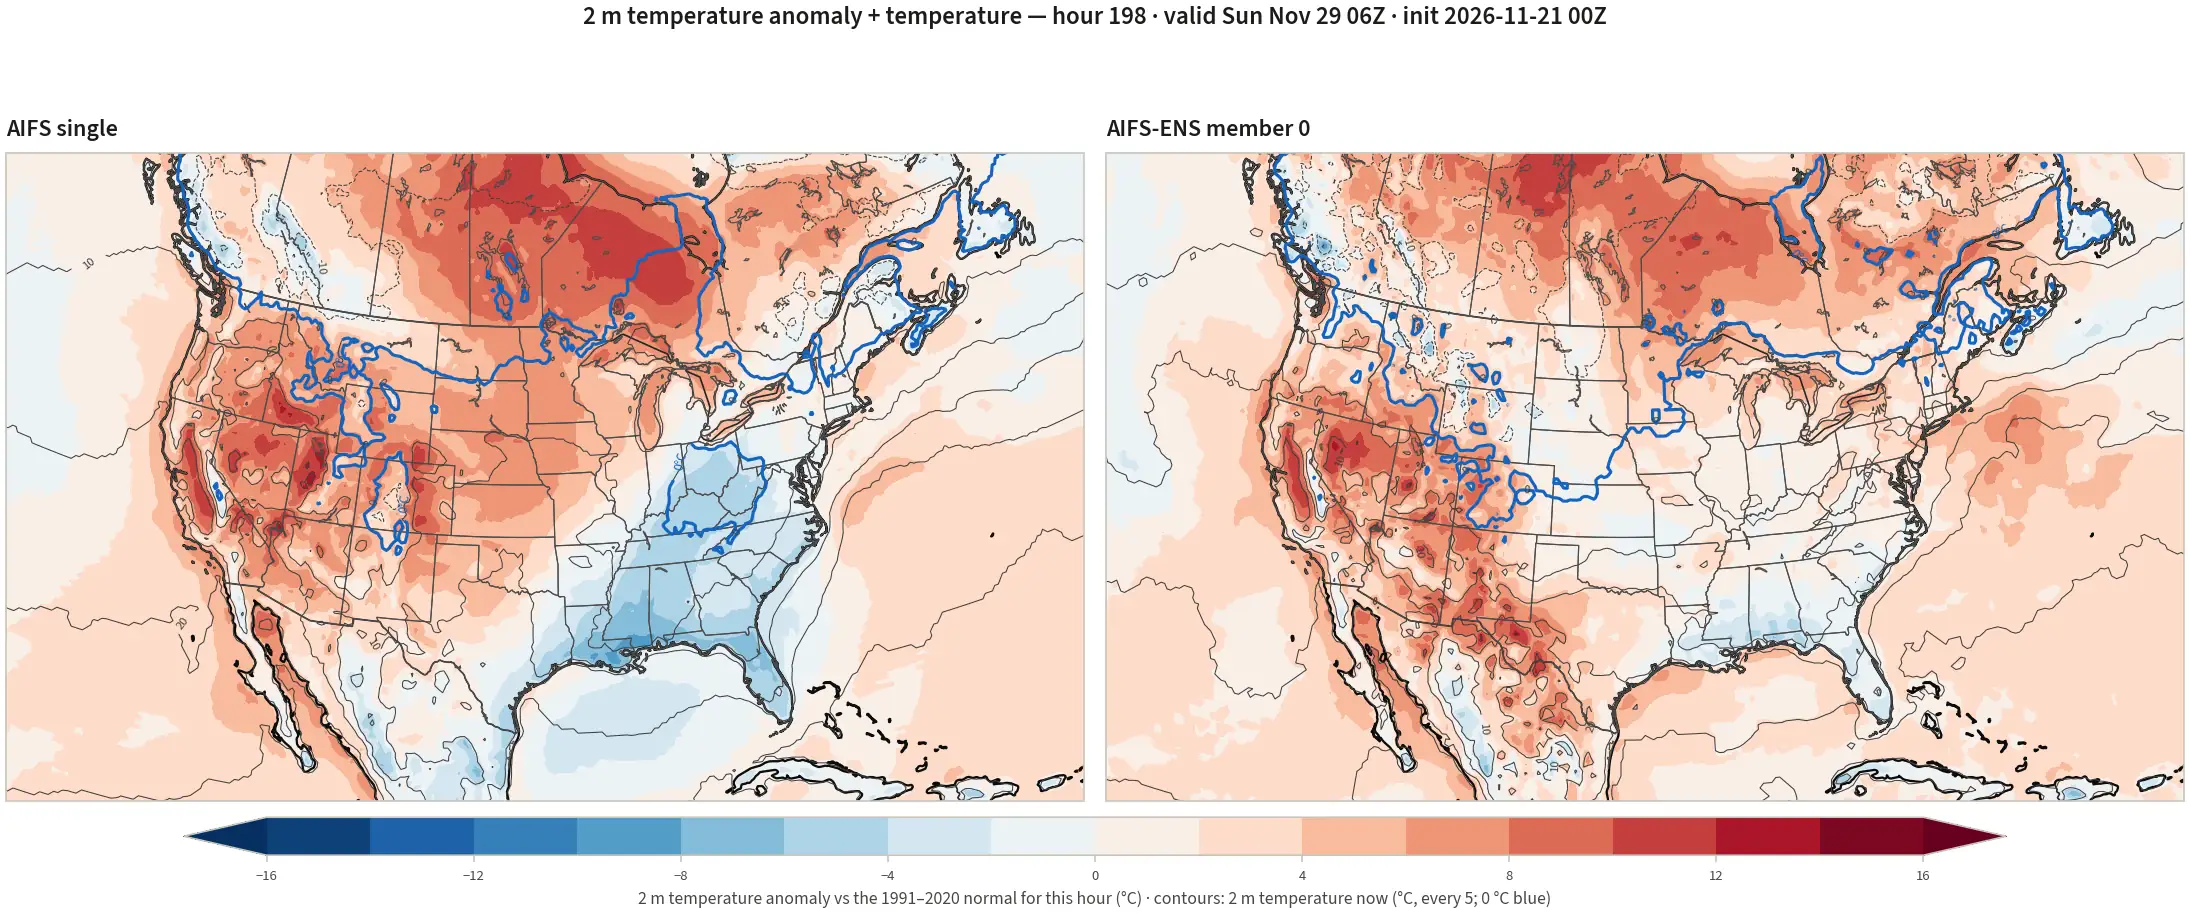 2 m temperature anomaly + temperature — hour 198 · valid Sun Nov 29 06Z · init 2026-11-21 00Z
AIFS single
AIFS-ENS member 0
10
20
−16 −12 −8 −4 0 4 8 12 16
2 m temperature anomaly vs the 1991–2020 normal for this hour (°C) · contours: 2 m temperature now (°C, every 5; 0 °C blue)